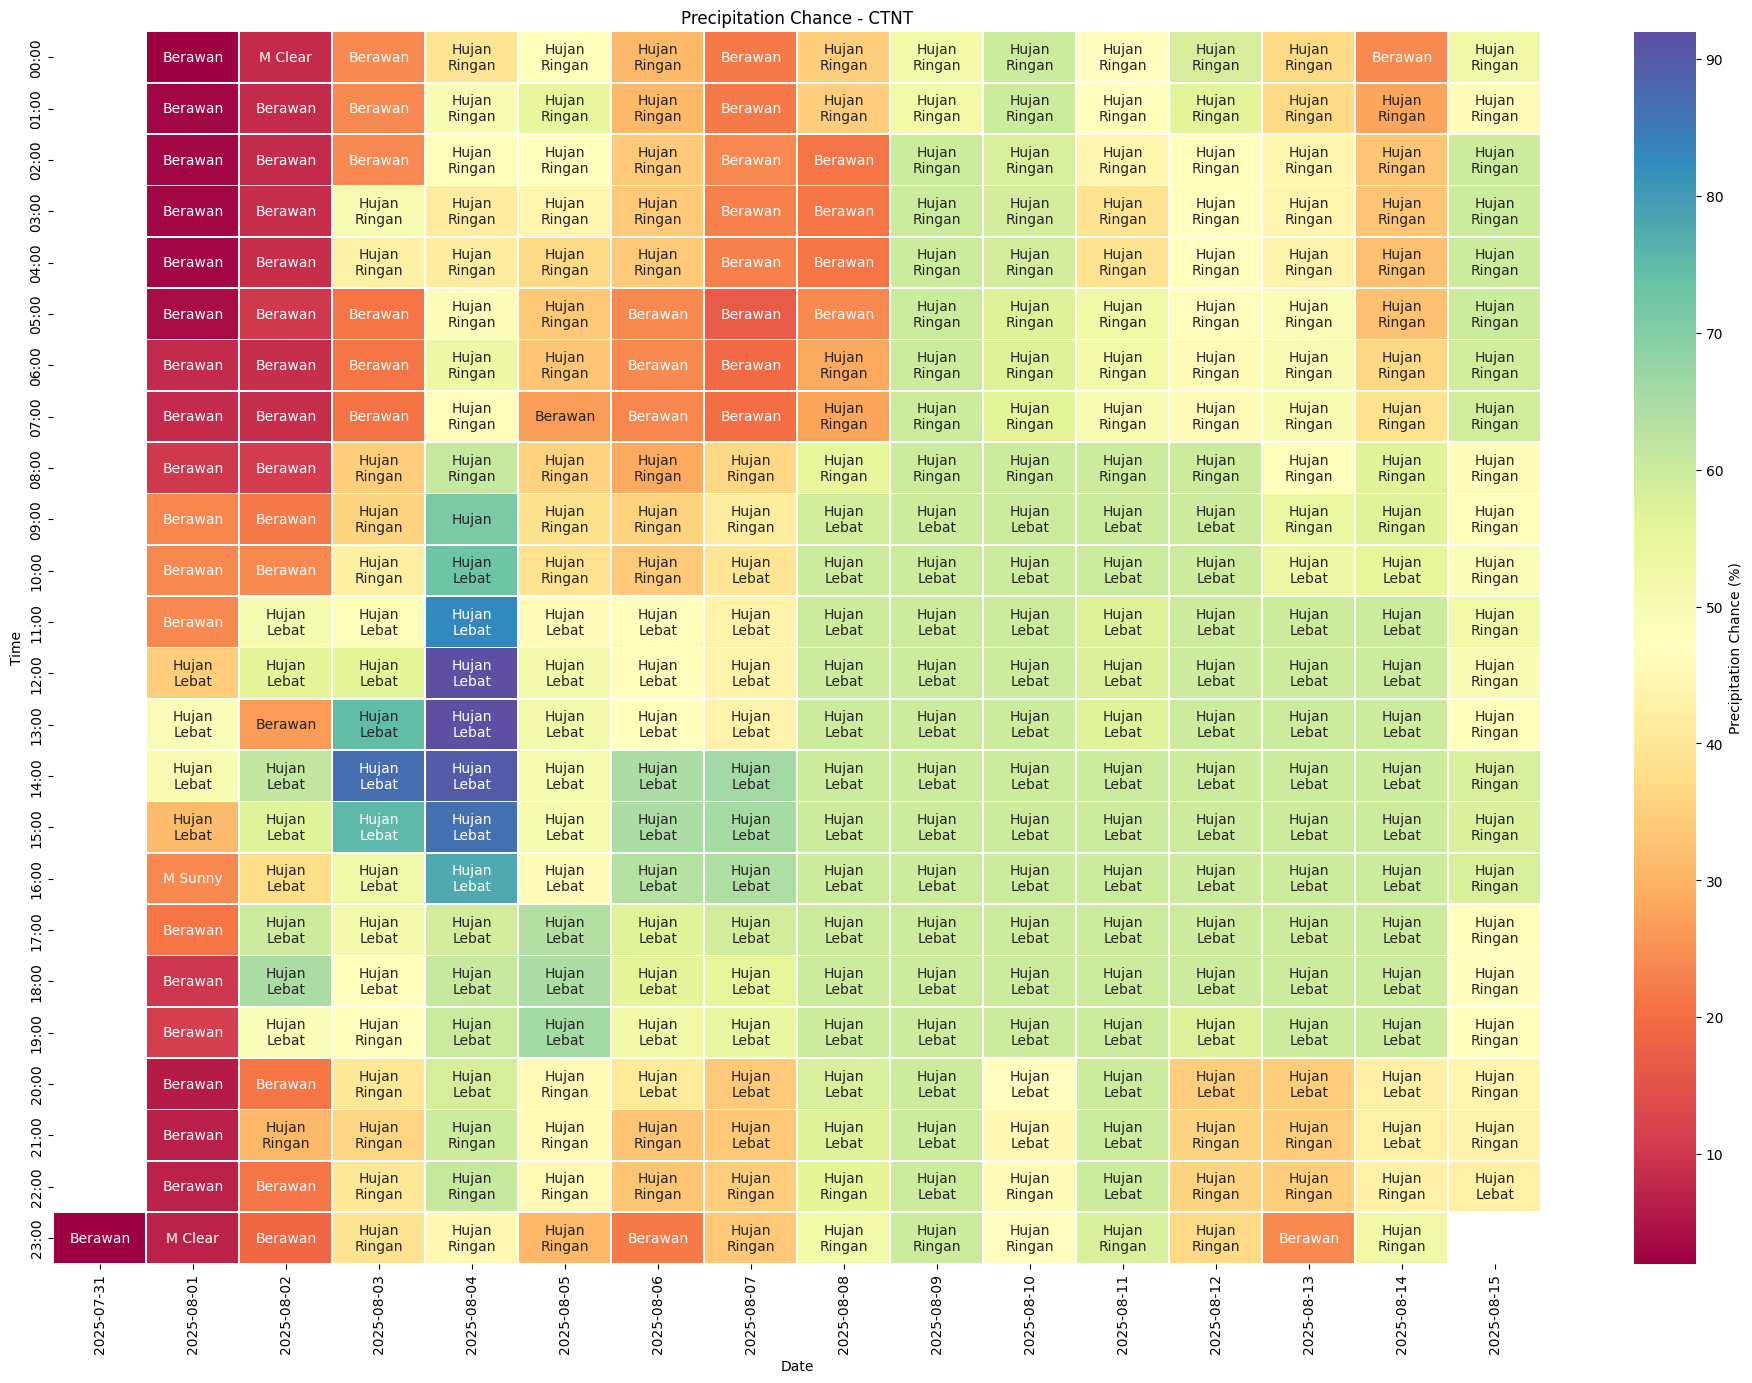 Precipitation Chance - CTNT
00:00 Berawan M Clear Berawan Hujan Ringan Hujan Ringan Hujan Ringan Berawan Hujan Ringan Hujan Ringan Hujan Ringan Hujan Ringan Hujan Ringan Hujan Ringan Berawan Hujan Ringan
01:00 Berawan Berawan Berawan Hujan Ringan Hujan Ringan Hujan Ringan Berawan Hujan Ringan Hujan Ringan Hujan Ringan Hujan Ringan Hujan Ringan Hujan Ringan Hujan Ringan Hujan Ringan
02:00 Berawan Berawan Berawan Hujan Ringan Hujan Ringan Hujan Ringan Berawan Berawan Hujan Ringan Hujan Ringan Hujan Ringan Hujan Ringan Hujan Ringan Hujan Ringan Hujan Ringan
03:00 Berawan Berawan Hujan Ringan Hujan Ringan Hujan Ringan Hujan Ringan Berawan Berawan Hujan Ringan Hujan Ringan Hujan Ringan Hujan Ringan Hujan Ringan Hujan Ringan Hujan Ringan
04:00 Berawan Berawan Hujan Ringan Hujan Ringan Hujan Ringan Hujan Ringan Berawan Berawan Hujan Ringan Hujan Ringan Hujan Ringan Hujan Ringan Hujan Ringan Hujan Ringan Hujan Ringan
05:00 Berawan Berawan Berawan Hujan Ringan Hujan Ringan Berawan Berawan Berawan Hujan Ringan Hujan Ringan Hujan Ringan Hujan Ringan Hujan Ringan Hujan Ringan Hujan Ringan
06:00 Berawan Berawan Berawan Hujan Ringan Hujan Ringan Berawan Berawan Hujan Ringan Hujan Ringan Hujan Ringan Hujan Ringan Hujan Ringan Hujan Ringan Hujan Ringan Hujan Ringan
07:00 Berawan Berawan Berawan Hujan Ringan Berawan Berawan Berawan Hujan Ringan Hujan Ringan Hujan Ringan Hujan Ringan Hujan Ringan Hujan Ringan Hujan Ringan Hujan Ringan
08:00 Berawan Berawan Hujan Ringan Hujan Ringan Hujan Ringan Hujan Ringan Hujan Ringan Hujan Ringan Hujan Ringan Hujan Ringan Hujan Ringan Hujan Ringan Hujan Ringan Hujan Ringan Hujan Ringan
09:00 Berawan Berawan Hujan Ringan Hujan Hujan Ringan Hujan Ringan Hujan Ringan Hujan Lebat Hujan Lebat Hujan Lebat Hujan Lebat Hujan Lebat Hujan Ringan Hujan Ringan Hujan Ringan
10:00 Berawan Berawan Hujan Ringan Hujan Lebat Hujan Ringan Hujan Ringan Hujan Lebat Hujan Lebat Hujan Lebat Hujan Lebat Hujan Lebat Hujan Lebat Hujan Lebat Hujan Lebat Hujan Ringan
11:00 Berawan Hujan Lebat Hujan Lebat Hujan Lebat Hujan Lebat Hujan Lebat Hujan Lebat Hujan Lebat Hujan Lebat Hujan Lebat Hujan Lebat Hujan Lebat Hujan Lebat Hujan Lebat Hujan Ringan
12:00 Hujan Lebat Hujan Lebat Hujan Lebat Hujan Lebat Hujan Lebat Hujan Lebat Hujan Lebat Hujan Lebat Hujan Lebat Hujan Lebat Hujan Lebat Hujan Lebat Hujan Lebat Hujan Lebat Hujan Ringan
13:00 Hujan Lebat Berawan Hujan Lebat Hujan Lebat Hujan Lebat Hujan Lebat Hujan Lebat Hujan Lebat Hujan Lebat Hujan Lebat Hujan Lebat Hujan Lebat Hujan Lebat Hujan Lebat Hujan Ringan
14:00 Hujan Lebat Hujan Lebat Hujan Lebat Hujan Lebat Hujan Lebat Hujan Lebat Hujan Lebat Hujan Lebat Hujan Lebat Hujan Lebat Hujan Lebat Hujan Lebat Hujan Lebat Hujan Lebat Hujan Ringan
15:00 Hujan Lebat Hujan Lebat Hujan Lebat Hujan Lebat Hujan Lebat Hujan Lebat Hujan Lebat Hujan Lebat Hujan Lebat Hujan Lebat Hujan Lebat Hujan Lebat Hujan Lebat Hujan Lebat Hujan Ringan
16:00 M Sunny Hujan Lebat Hujan Lebat Hujan Lebat Hujan Lebat Hujan Lebat Hujan Lebat Hujan Lebat Hujan Lebat Hujan Lebat Hujan Lebat Hujan Lebat Hujan Lebat Hujan Lebat Hujan Ringan
17:00 Berawan Hujan Lebat Hujan Lebat Hujan Lebat Hujan Lebat Hujan Lebat Hujan Lebat Hujan Lebat Hujan Lebat Hujan Lebat Hujan Lebat Hujan Lebat Hujan Lebat Hujan Lebat Hujan Ringan
18:00 Berawan Hujan Lebat Hujan Lebat Hujan Lebat Hujan Lebat Hujan Lebat Hujan Lebat Hujan Lebat Hujan Lebat Hujan Lebat Hujan Lebat Hujan Lebat Hujan Lebat Hujan Lebat Hujan Ringan
19:00 Berawan Hujan Lebat Hujan Ringan Hujan Lebat Hujan Lebat Hujan Lebat Hujan Lebat Hujan Lebat Hujan Lebat Hujan Lebat Hujan Lebat Hujan Lebat Hujan Lebat Hujan Lebat Hujan Ringan
20:00 Berawan Berawan Hujan Ringan Hujan Lebat Hujan Ringan Hujan Lebat Hujan Lebat Hujan Lebat Hujan Lebat Hujan Lebat Hujan Lebat Hujan Lebat Hujan Lebat Hujan Lebat Hujan Ringan
21:00 Berawan Hujan Ringan Hujan Ringan Hujan Ringan Hujan Ringan Hujan Ringan Hujan Lebat Hujan Lebat Hujan Lebat Hujan Lebat Hujan Lebat Hujan Ringan Hujan Ringan Hujan Lebat Hujan Ringan
22:00 Berawan Berawan Hujan Ringan Hujan Ringan Hujan Ringan Hujan Ringan Hujan Ringan Hujan Ringan Hujan Lebat Hujan Ringan Hujan Lebat Hujan Ringan Hujan Ringan Hujan Ringan Hujan Lebat
23:00 Berawan M Clear Berawan Hujan Ringan Hujan Ringan Hujan Ringan Berawan Hujan Ringan Hujan Ringan Hujan Ringan Hujan Ringan Hujan Ringan Hujan Ringan Berawan Hujan Ringan
Time
2025-07-31 2025-08-01 2025-08-02 2025-08-03 2025-08-04 2025-08-05 2025-08-06 2025-08-07 2025-08-08 2025-08-09 2025-08-10 2025-08-11 2025-08-12 2025-08-13 2025-08-14 2025-08-15
Date
90
80
70
60
50
40
30
20
10
Precipitation Chance (%)